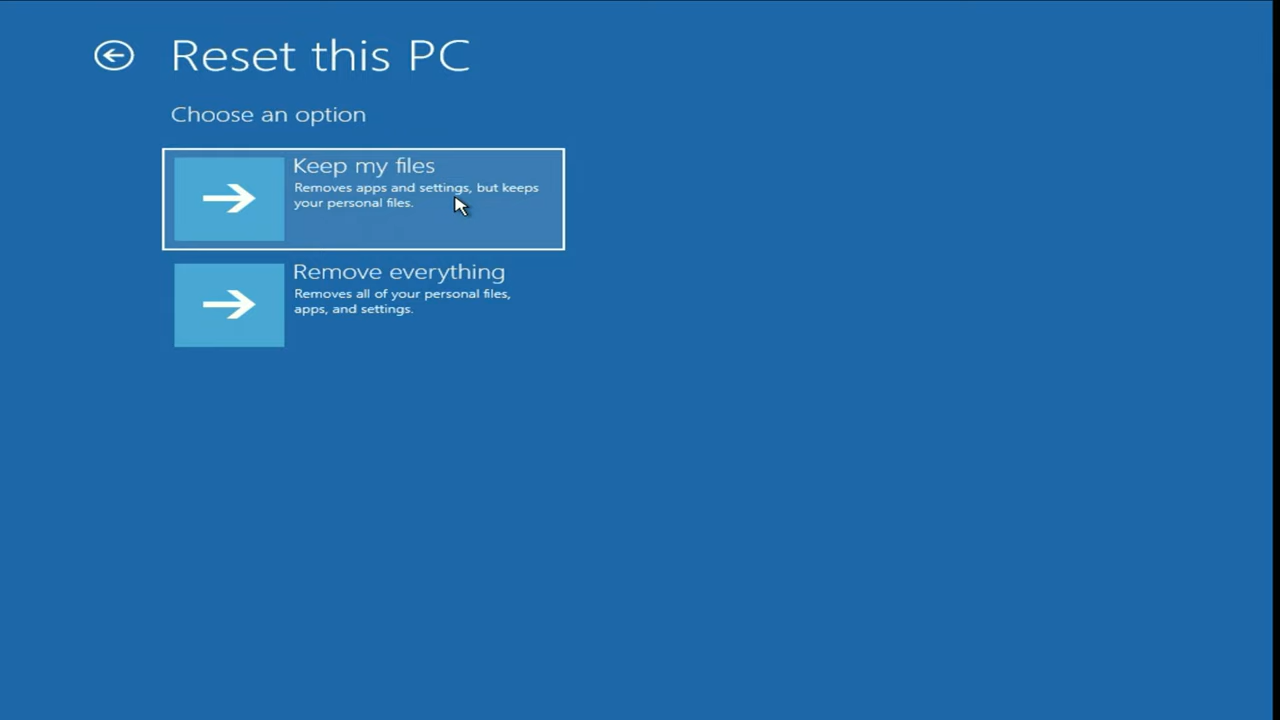 Reset this PC
Choose an option
Keep my files
Removes apps and settings, but keeps
your personal files.
Remove everything
Removes all of your personal files,
apps, and settings.